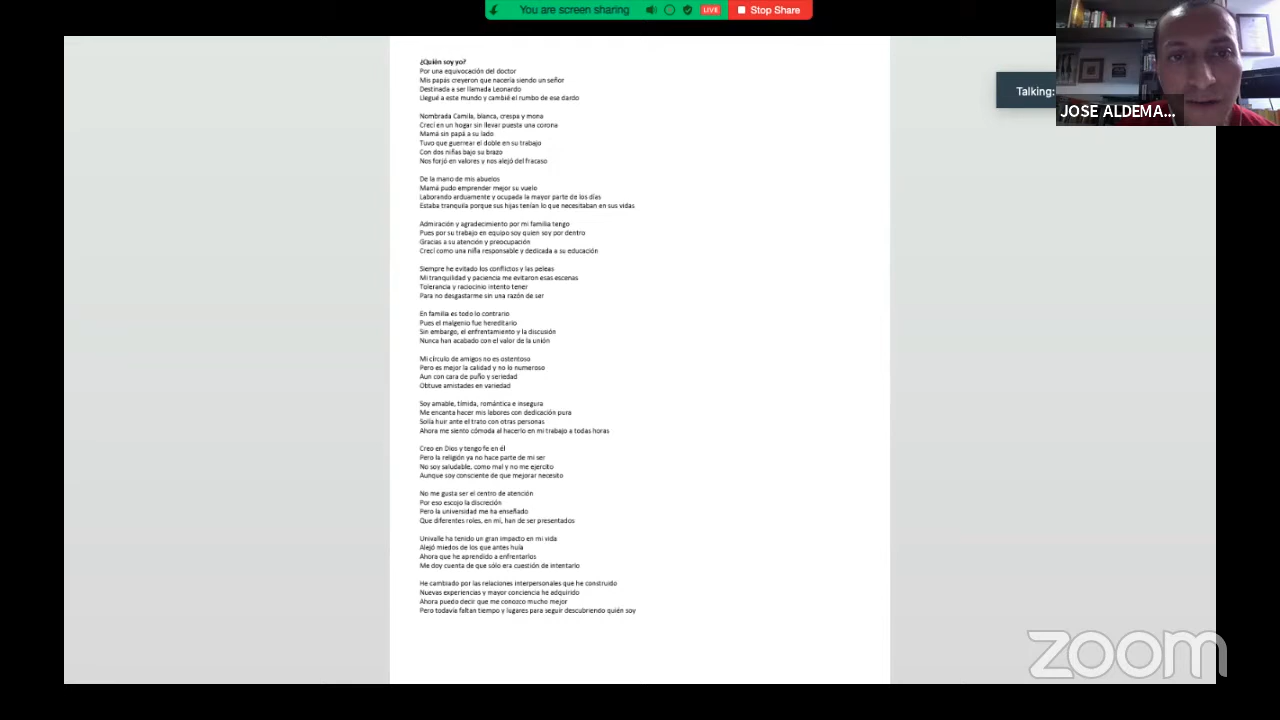 You are screen sharing
LIVE
Stop Share
Talking:
JOSE ALDEMA...
¿Quién soy yo?
Por una equivocación del doctor
Mis papás creyeron que nacería siendo un señor
Destinada a ser llamada Leonardo
Llegué a este mundo y cambié el rumbo de ese dardo
Nombrada Camila, blanca, crespa y mona
Crecí en un hogar sin llevar puesta una corona
Mamá sin papá a su lado
Tuvo que guerrear el doble en su trabajo
Con dos niñas bajo su brazo
Nos forjó en valores y nos alejó del fracaso
De la mano de mis abuelos
Mamá pudo emprender mejor su vuelo
Laborando arduamente y ocupada la mayor parte de los días
Estaba tranquila porque sus hijas tenían lo que necesitaban en sus vidas
Admiración y agradecimiento por mi familia tengo
Pues por su trabajo en equipo soy quien soy por dentro
Gracias a su atención y preocupación
Crecí como una niña responsable y dedicada a su educación
Siempre he evitado los conflictos y las peleas
Mi tranquilidad y paciencia me evitaron esas escenas
Tolerancia y raciocinio intento tener
Para no desgastarme sin una razón de ser
En familia es todo lo contrario
Pues el malgenio fue hereditario
Sin embargo, el enfrentamiento y la discusión
Nunca han acabado con el valor de la unión
Mi círculo de amigos no es ostentoso
Pero es mejor la calidad y no lo numeroso
Aun con cara de puño y seriedad
Obtuve amistades en variedad
Soy amable, tímida, romántica e insegura
Me encanta hacer mis labores con dedicación pura
Solía huir ante el trato con otras personas
Ahora me siento cómoda al hacerlo en mi trabajo a todas horas
Creo en Dios y tengo fe en él
Pero la religión ya no hace parte de mi ser
No soy saludable, como mal y no me ejercito
Aunque soy consciente de que mejorar necesito
No me gusta ser el centro de atención
Por eso escojo la discreción
Pero la universidad me ha enseñado
Que diferentes roles, en mí, han de ser presentados
Univalle ha tenido un gran impacto en mi vida
Alejó miedos de los que antes huía
Ahora que he aprendido a enfrentarlos
Me doy cuenta de que sólo era cuestión de intentarlo
He cambiado por las relaciones interpersonales que he construido
Nuevas experiencias y mayor conciencia he adquirido
Ahora puedo decir que me conozco mucho mejor
Pero todavía faltan tiempo y lugares para seguir descubriendo quién soy
zoom